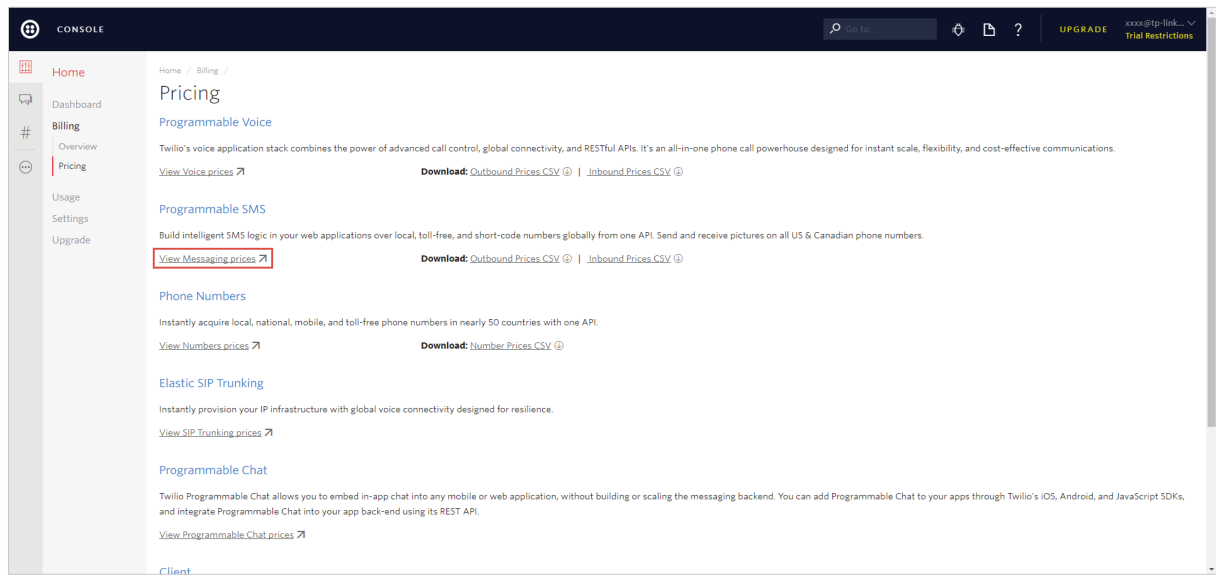 CONSOLE
Go to...
?
UPGRADE
xxxx@tp-link...
Trial Restrictions
Home
Dashboard
#
Billing
Overview
Pricing
Usage
Settings
Upgrade
Home / Billing /
Pricing
Programmable Voice
Twilio's voice application stack combines the power of advanced call control, global connectivity, and RESTful APIs. It's an all-in-one phone call powerhouse designed for instant scale, flexibility, and cost-effective communications.
View Voice prices Download: Outbound Prices CSV | Inbound Prices CSV
Programmable SMS
Build intelligent SMS logic in your web applications over local, toll-free, and short-code numbers globally from one API. Send and receive pictures on all US & Canadian phone numbers.
View Messaging prices Download: Outbound Prices CSV | Inbound Prices CSV
Phone Numbers
Instantly acquire local, national, mobile, and toll-free phone numbers in nearly 50 countries with one API.
View Numbers prices Download: Number Prices CSV
Elastic SIP Trunking
Instantly provision your IP infrastructure with global voice connectivity designed for resilience.
View SIP Trunking prices
Programmable Chat
Twilio Programmable Chat allows you to embed in-app chat into any mobile or web application, without building or scaling the messaging backend. You can add Programmable Chat to your apps through Twilio's iOS, Android, and JavaScript SDKs,
and integrate Programmable Chat into your app back-end using its REST API.
View Programmable Chat prices
Client